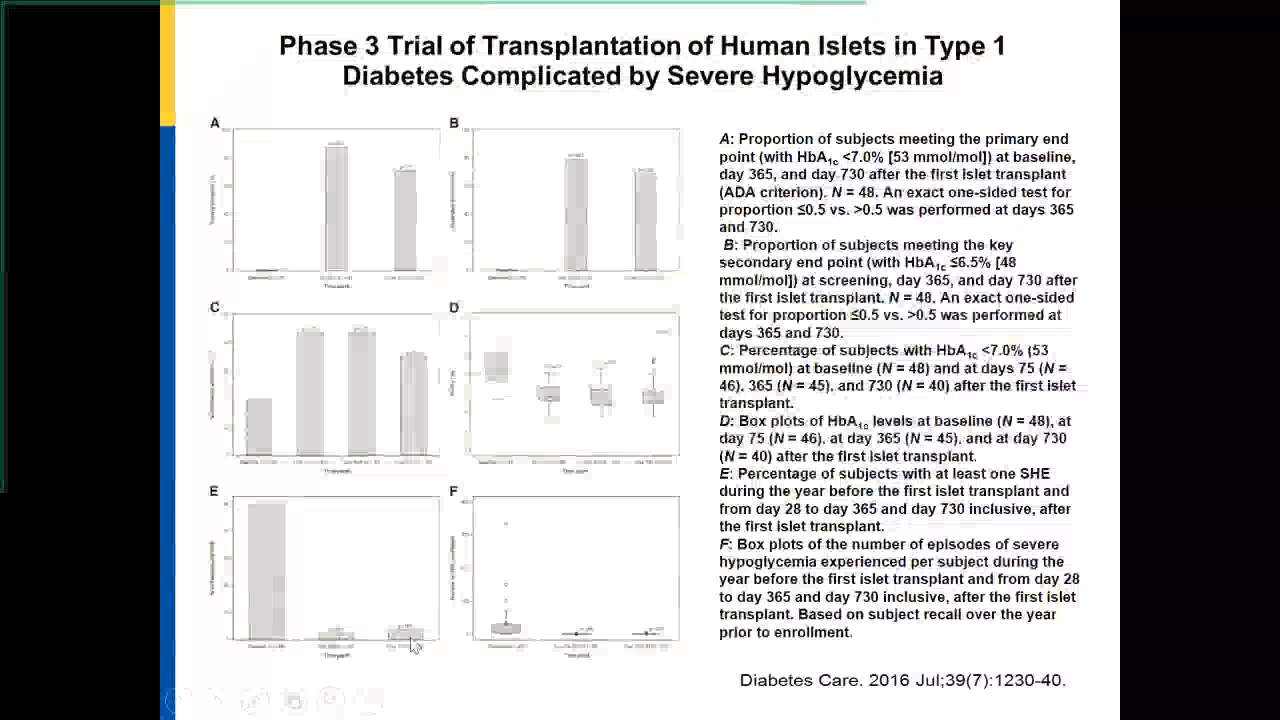 Phase 3 Trial of Transplantation of Human Islets in Type 1
Diabetes Complicated by Severe Hypoglycemia
A
B
C
D
E
F
A: Proportion of subjects meeting the primary end
point (with HbA1c <7.0% [53 mmol/mol]) at baseline,
day 365, and day 730 after the first islet transplant
(ADA criterion). N = 48. An exact one-sided test for
proportion ≤0.5 vs. >0.5 was performed at days 365
and 730.
B: Proportion of subjects meeting the key
secondary end point (with HbA1c ≤6.5% [48
mmol/mol]) at screening, day 365, and day 730 after
the first islet transplant. N = 48. An exact one-sided
test for proportion ≤0.5 vs. >0.5 was performed at
days 365 and 730.
C: Percentage of subjects with HbA1c <7.0% (53
mmol/mol) at baseline (N = 48) and at days 75 (N =
46), 365 (N = 45), and 730 (N = 40) after the first islet
transplant.
D: Box plots of HbA1c levels at baseline (N = 48), at
day 75 (N = 46), at day 365 (N = 45), and at day 730
(N = 40) after the first islet transplant.
E: Percentage of subjects with at least one SHE
during the year before the first islet transplant and
from day 28 to day 365 and day 730 inclusive, after
the first islet transplant.
F: Box plots of the number of episodes of severe
hypoglycemia experienced per subject during the
year before the first islet transplant and from day 28
to day 365 and day 730 inclusive, after the first islet
transplant. Based on subject recall over the year
prior to enrollment.
Diabetes Care. 2016 Jul;39(7):1230-40.